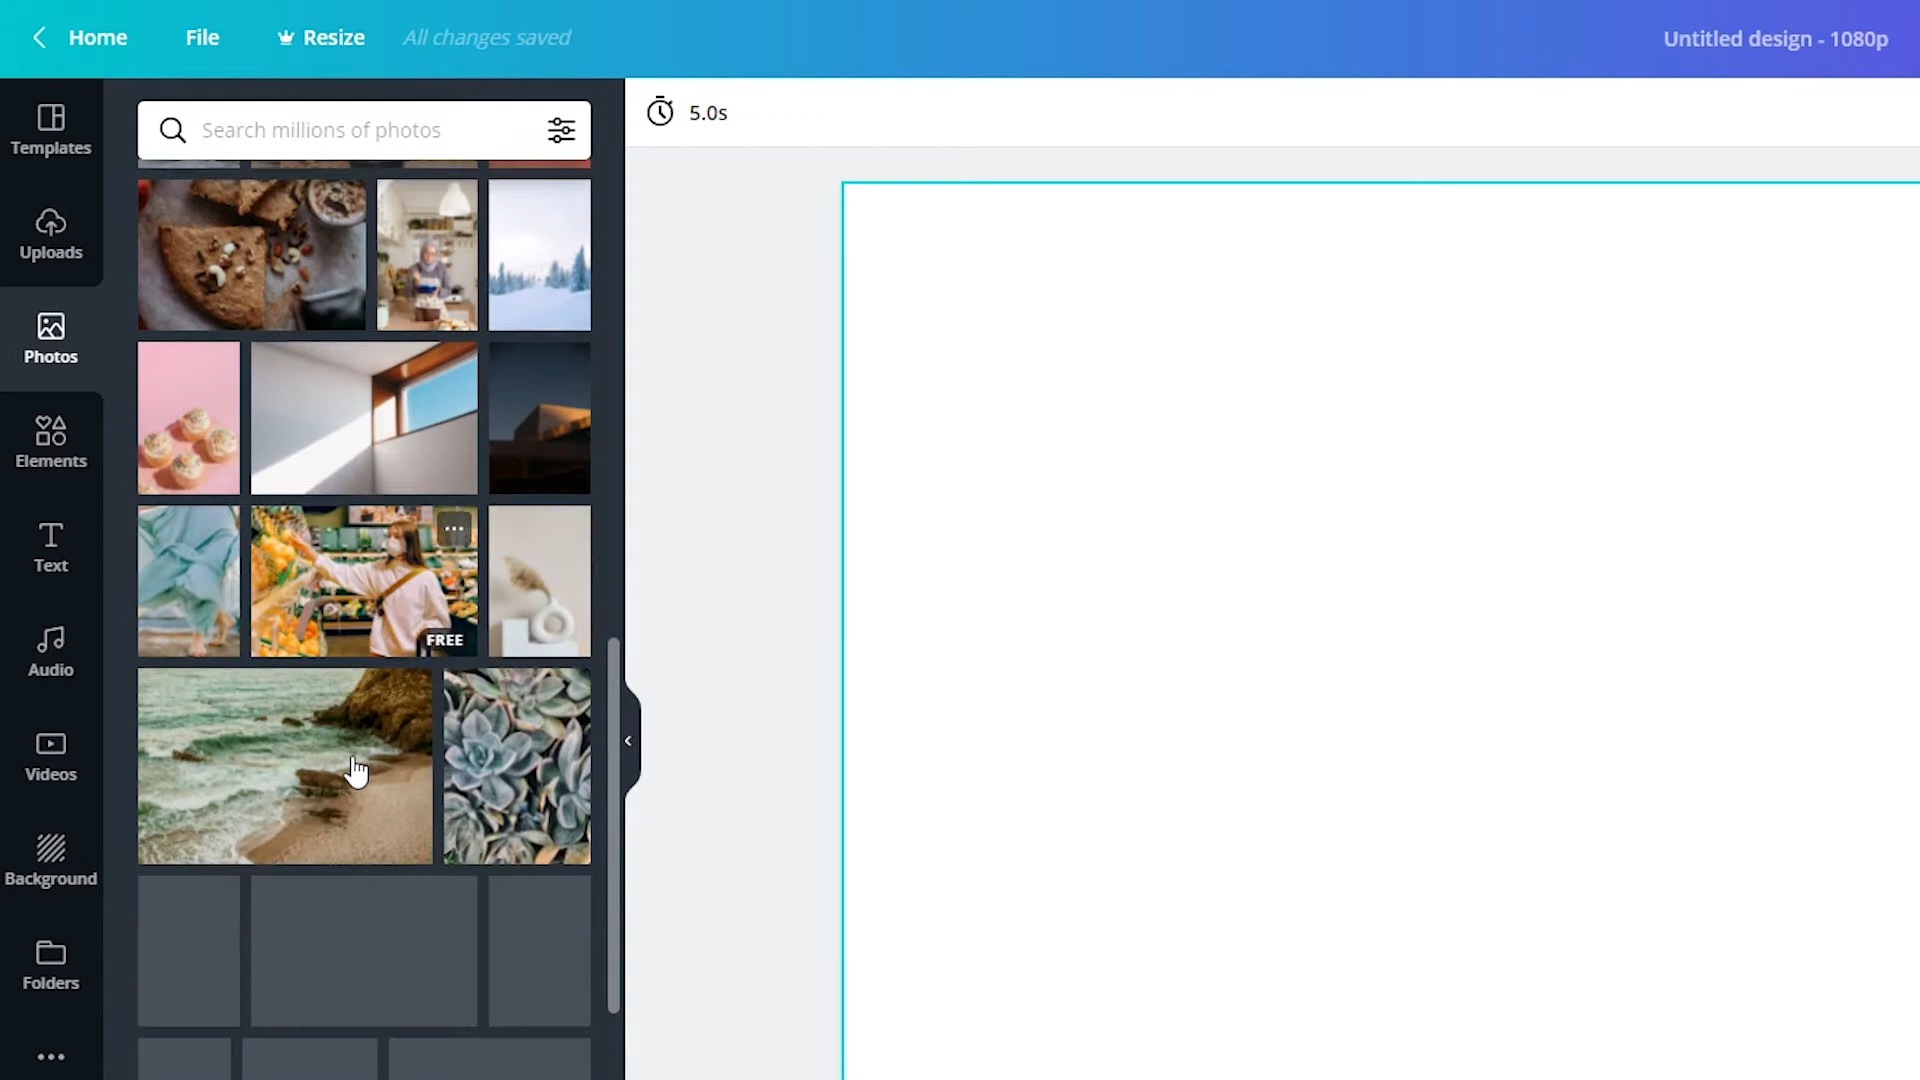 Home
File
Resize
All changes saved
Untitled design - 1080p
Templates
Uploads
Photos
Elements
Text
Audio
Videos
Background
Folders
Search millions of photos
FREE
5.0s